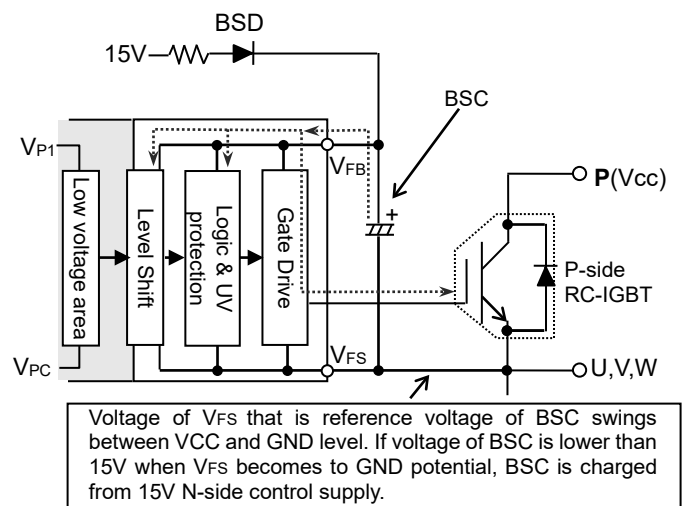 BSD
15V
BSC
VP1
VFB
P(Vcc)
Low voltage area
Level Shift
Logic & UV
protection
Gate Drive
P-side
RC-IGBT
VPC
VFS
U,V,W
Voltage of VFS that is reference voltage of BSC swings
between VCC and GND level. If voltage of BSC is lower than
15V when VFS becomes to GND potential, BSC is charged
from 15V N-side control supply.
+